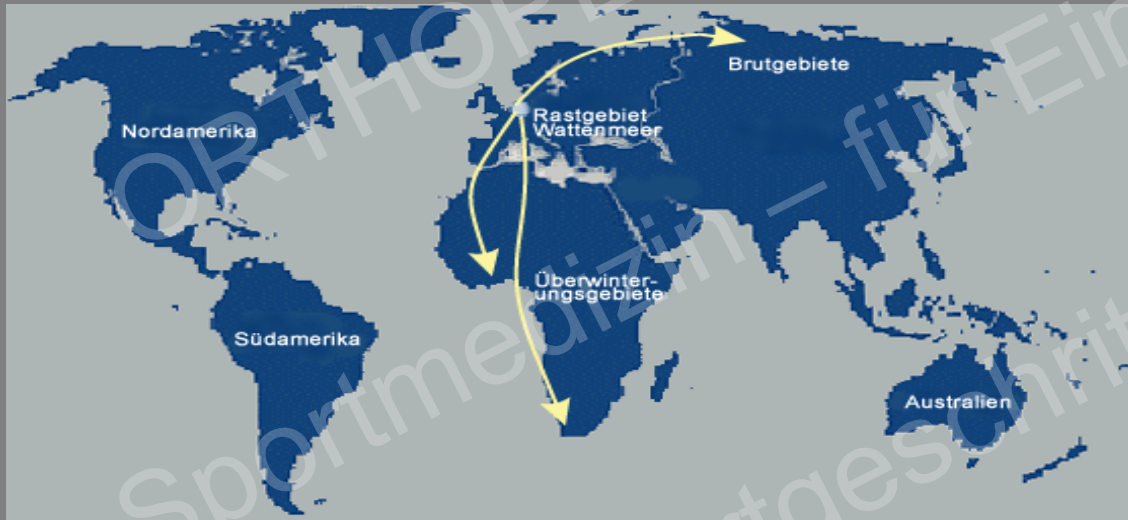 Brutgebiete
Rastgebiet
Wattenmeer
Nordamerika
Überwinter-
ungsgebiete
Südamerika
Australien
ORTHOP
Sportmedizin – für Ein
rtgeschrit